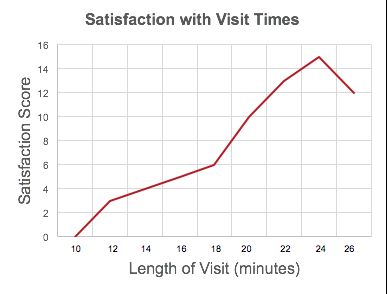 Satisfaction with Visit Times
16
14
12
10
8
6
4
2
0
Satisfaction Score
10 12 14 16 18 20 22 24 26
Length of Visit (minutes)